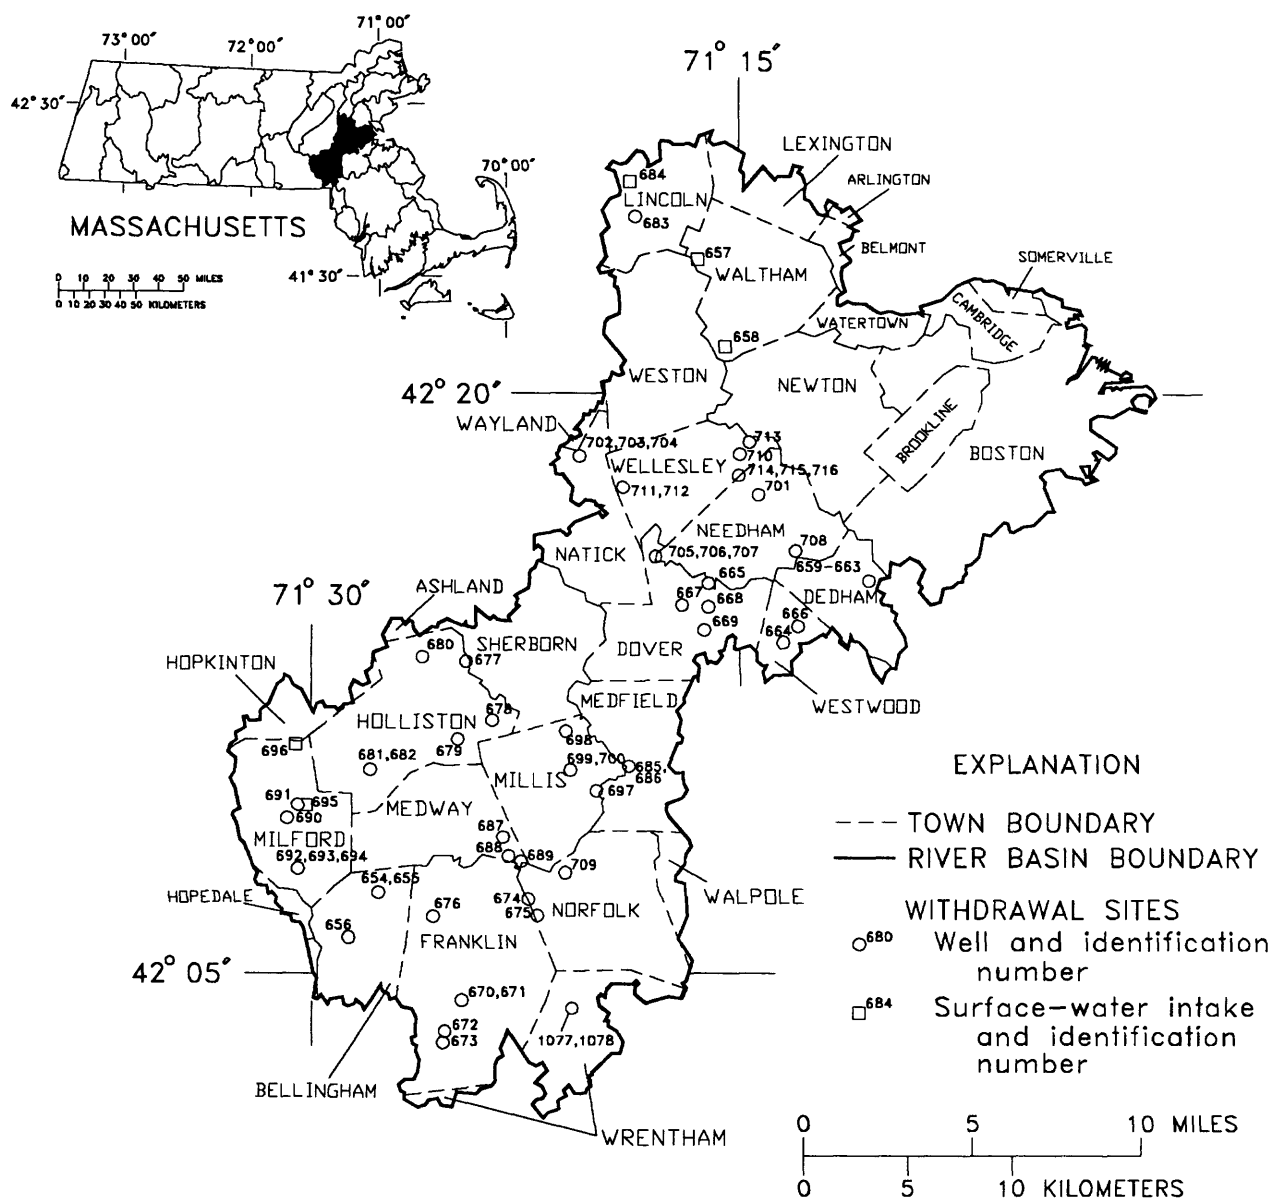 71° 00′
73° 00′
72° 00′
42° 30′
70° 00′
MASSACHUSETTS
41° 30′
0 10 20 30 40 50 MILES
0 10 20 30 40 50 KILOMETERS
71° 15′
LEXINGTON
ARLINGTON
684
LINCOLN
683
BELMONT
SOMERVILLE
657
WALTHAM
CAMBRIDGE
WATERTOWN
658
WESTON
NEWTON
42° 20′
WAYLAND
BROOKLINE
BOSTON
702,703,704
713
710
WELLESLEY
714,715,716
711,712
701
NEEDHAM
708
NATICK
705,706,707
659-663
665
DEDHAM
667
668
666
669
664
DOVER
WESTWOOD
71° 30′
ASHLAND
SHERBORN
680
677
HOPKINTON
MEDFIELD
678
HOLLISTON
679
698
696
681,682
699,700
685,
686
MILLIS
697
691
695
690
MEDWAY
MILFORD
687
688
689
692,693,694
709
654,655
HOPEDALE
WALPOLE
674
675
NORFOLK
676
656
FRANKLIN
42° 05′
670,671
672
673
1077,1078
BELLINGHAM
WRENTHAM
EXPLANATION
TOWN BOUNDARY
RIVER BASIN BOUNDARY
WITHDRAWAL SITES
680 Well and identification
number
684 Surface-water intake
and identification
number
0 5 10 MILES
0 5 10 KILOMETERS